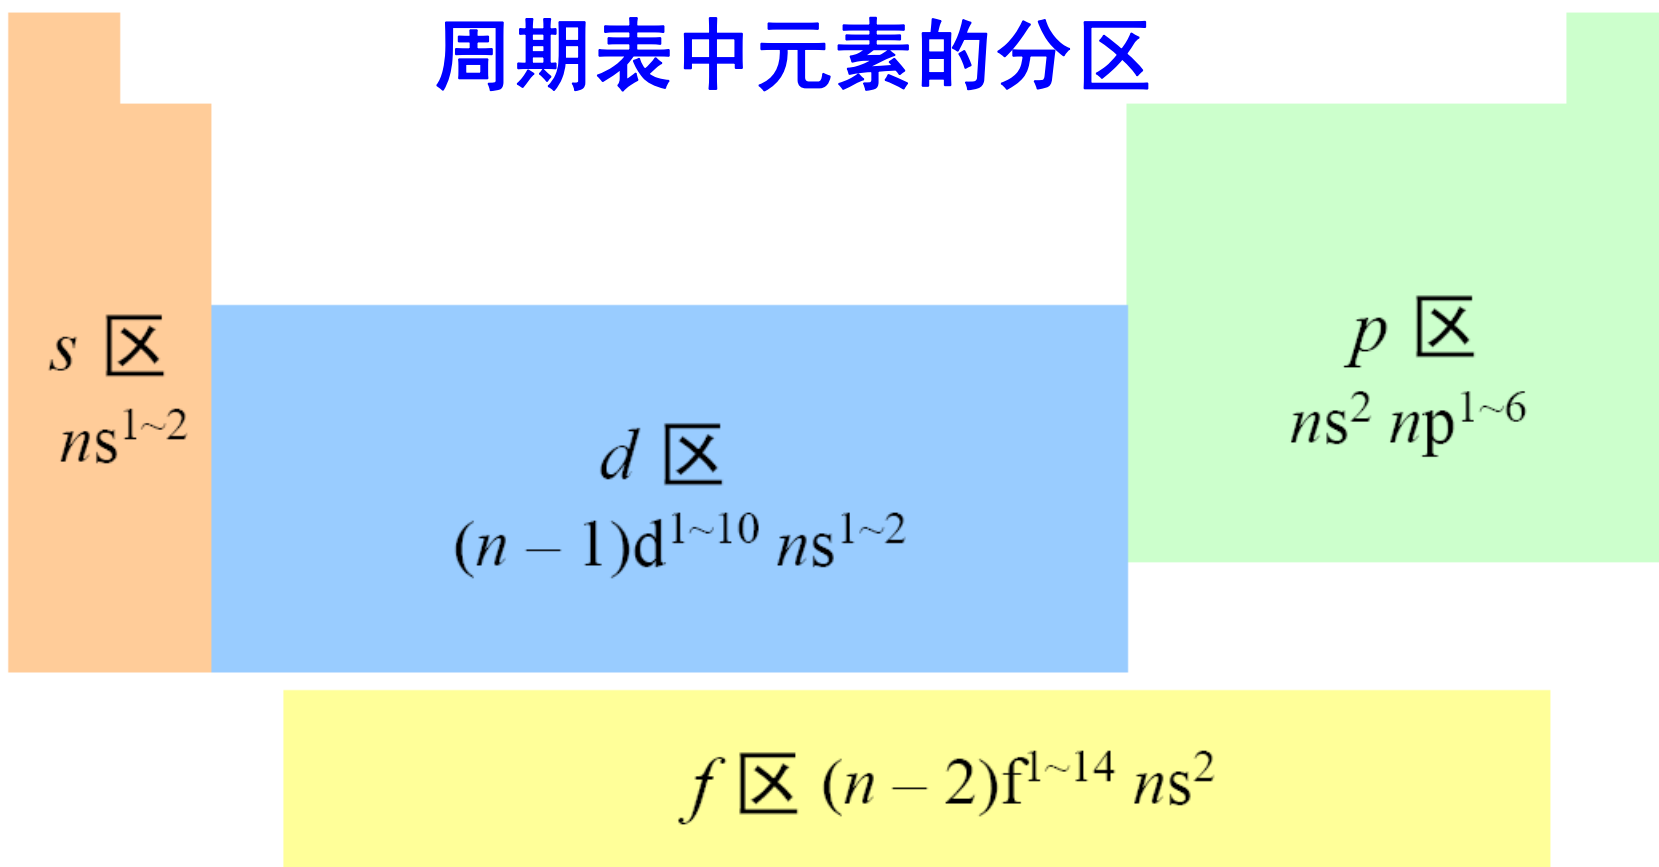 周期表中元素的分区
s 区
ns¹~²
p 区
ns² np¹~⁶
d 区
(n – 1)d¹~¹⁰ ns¹~²
f 区 (n – 2)f¹~¹⁴ ns²